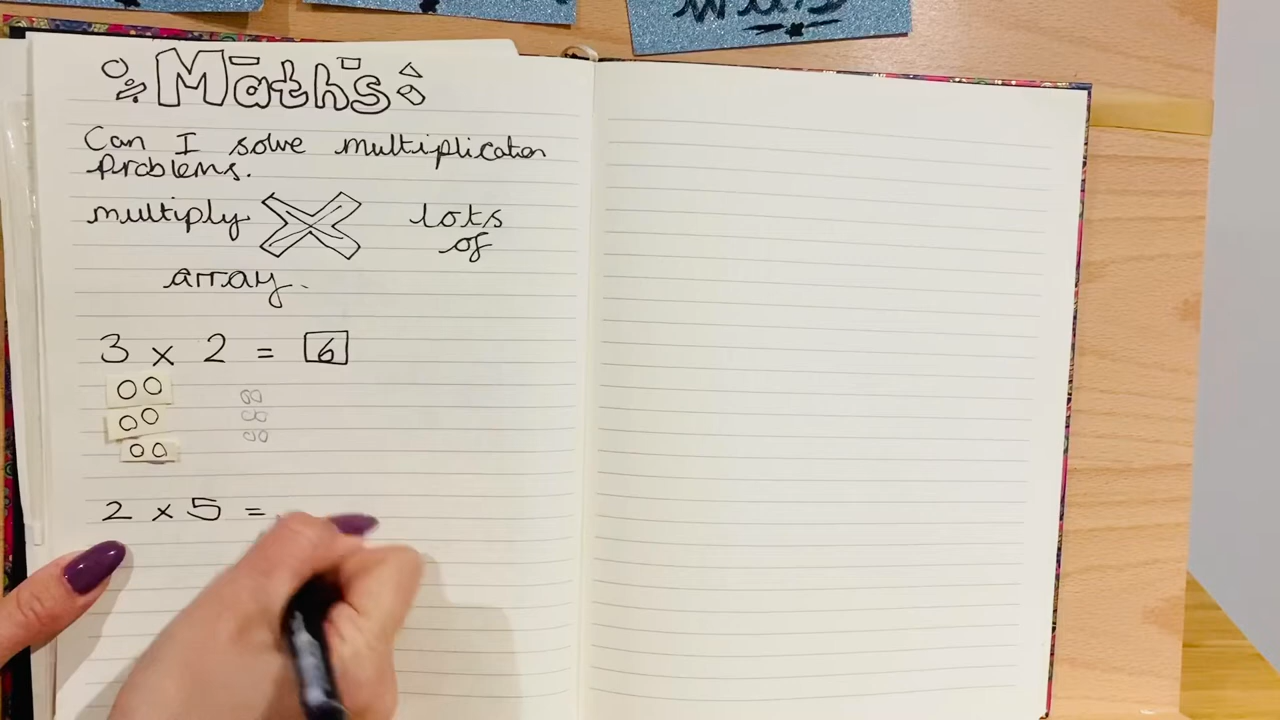 Maths
Can I solve multiplication
problems.
multiply X lots
of
array.
3 x 2 = 6
2 x 5 =